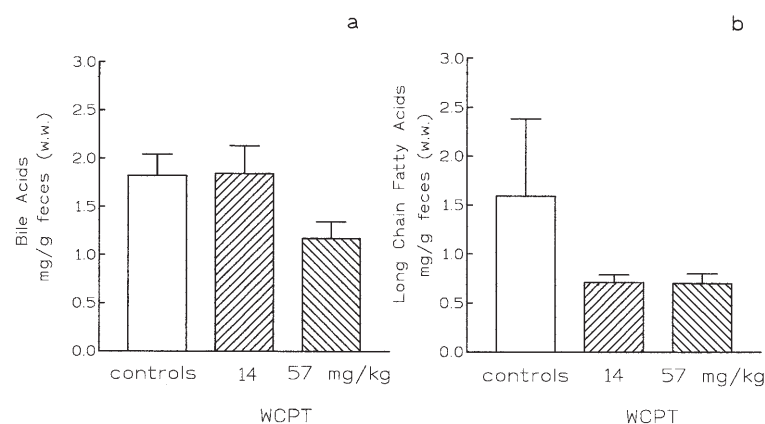 a
Bile Acids
mg/g feces (w.w.)
3.0
2.5
2.0
1.5
1.0
0.5
0.0
controls 14 57 mg/kg
WCPT
b
Long Chain Fatty Acids
mg/g feces (w.w.)
3.0
2.5
2.0
1.5
1.0
0.5
0.0
controls 14 57 mg/kg
WCPT